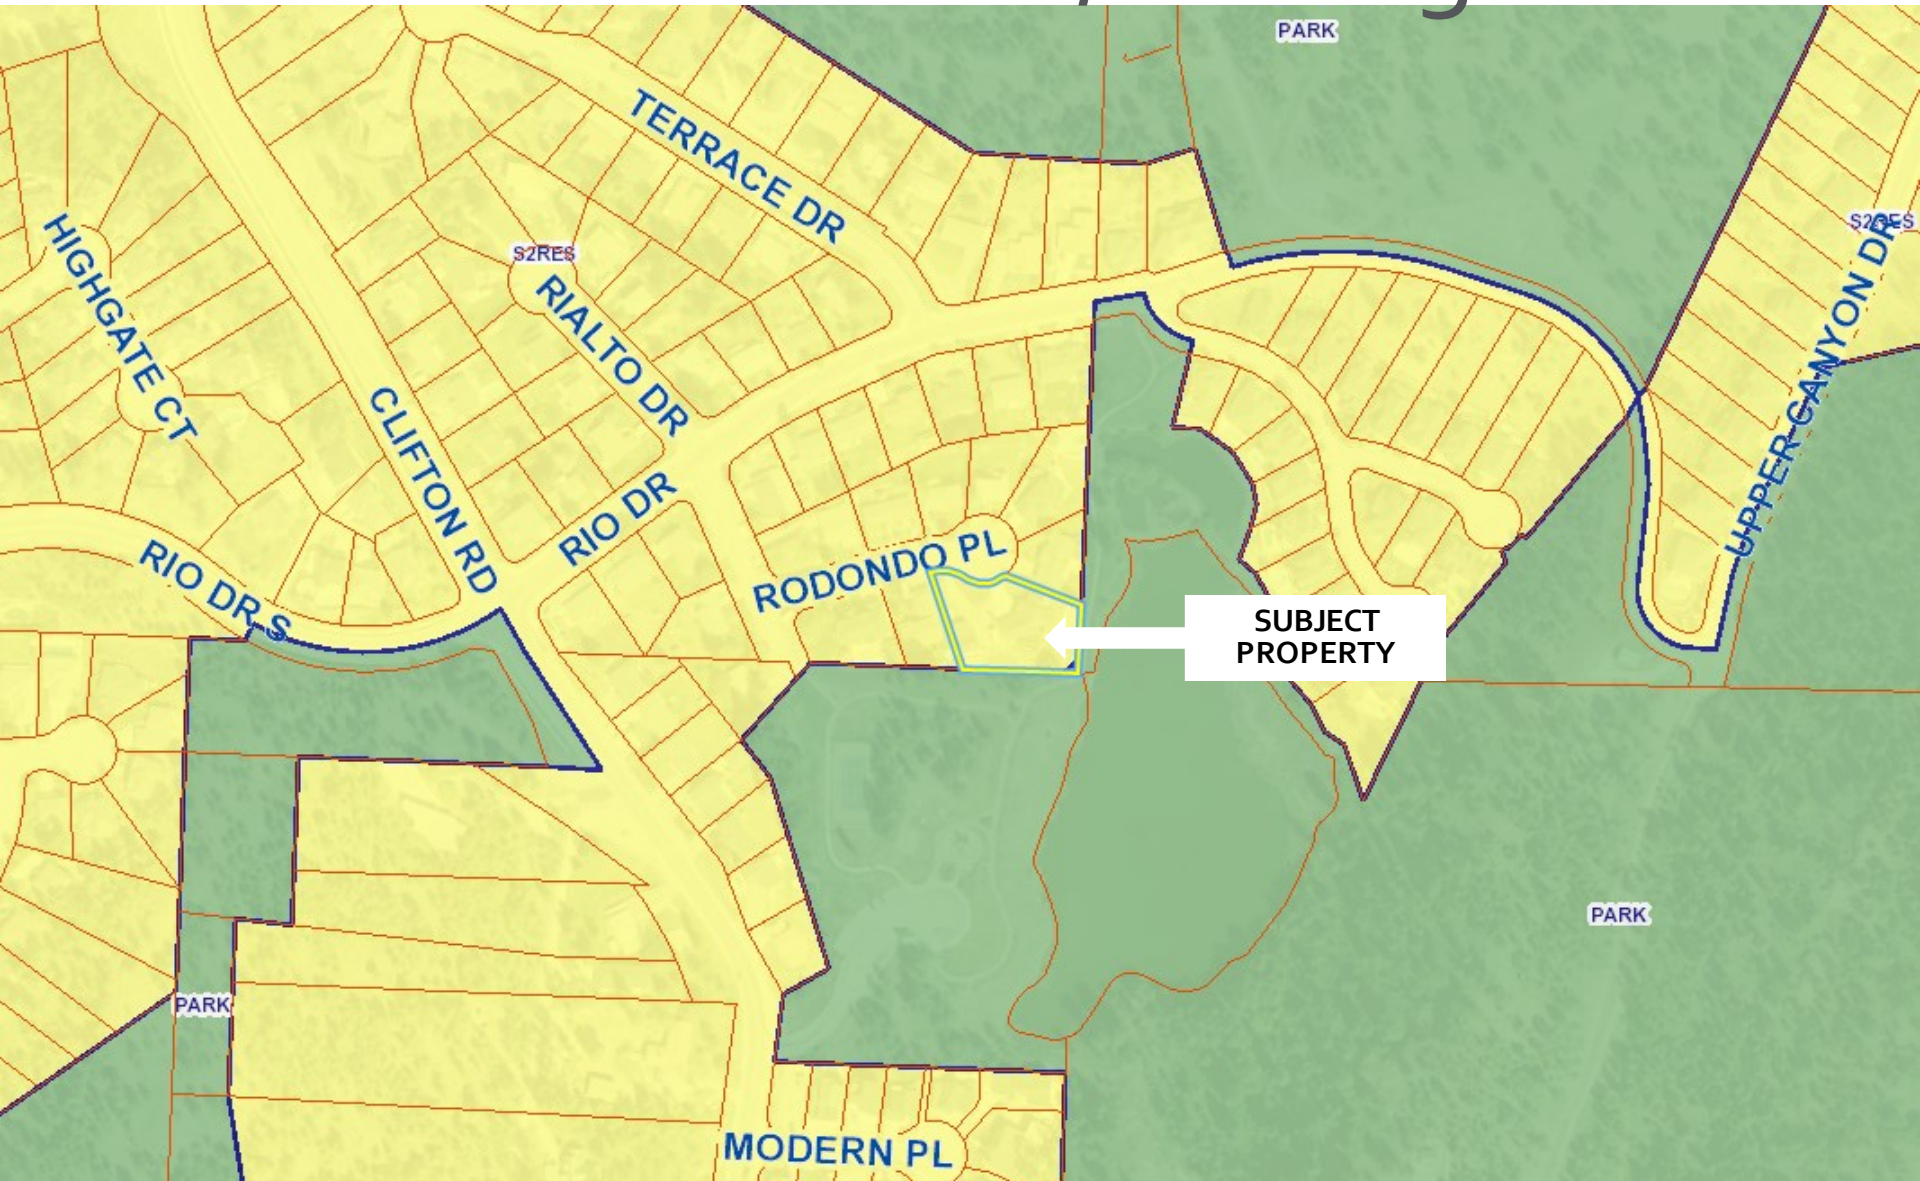 PARK
TERRACE DR
HIGHGATE CT
S2RES
S2RES
RIALTO DR
UPPER CANYON DR
CLIFTON RD
RIO DR
RIO DR S
RODONDO PL
SUBJECT
PROPERTY
PARK
PARK
MODERN PL